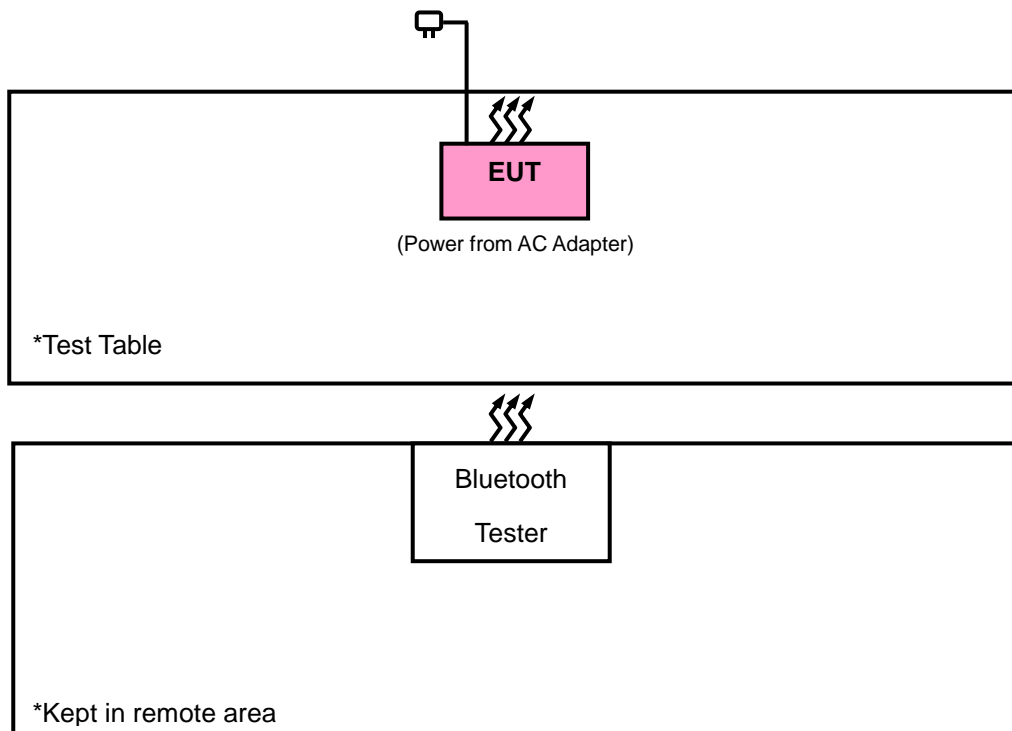 EUT
(Power from AC Adapter)
*Test Table
Bluetooth
Tester
*Kept in remote area